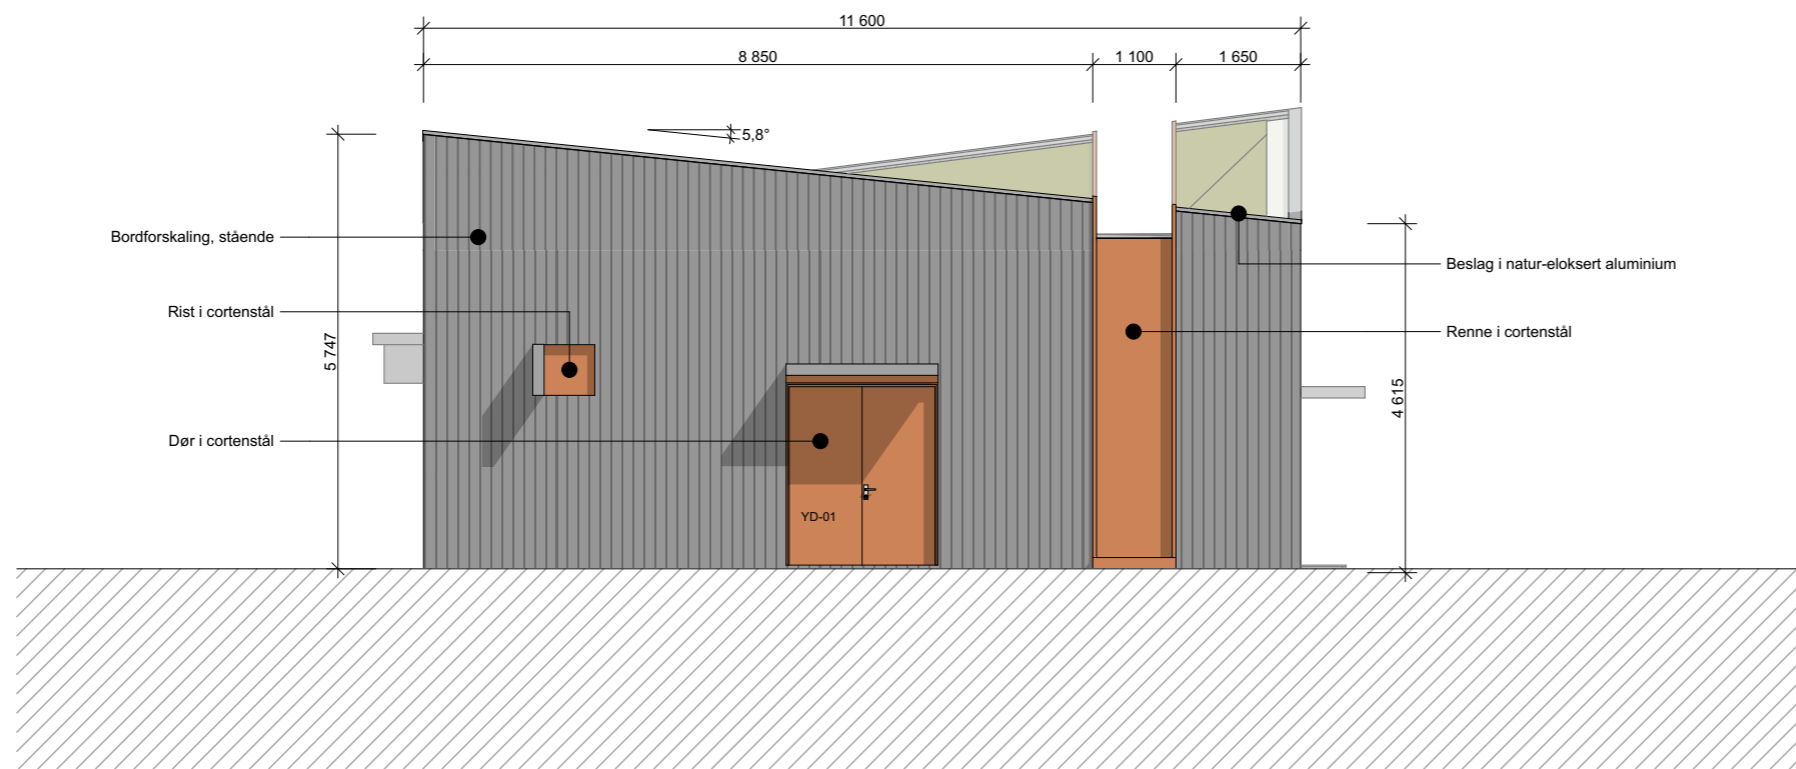 11 600
8 850
1 100
1 650
5,8°
Bordforskaling, stående
Beslag i natur-eloksert aluminium
Rist i cortenstål
Renne i cortenstål
5 747
4 615
Dør i cortenstål
YD-01